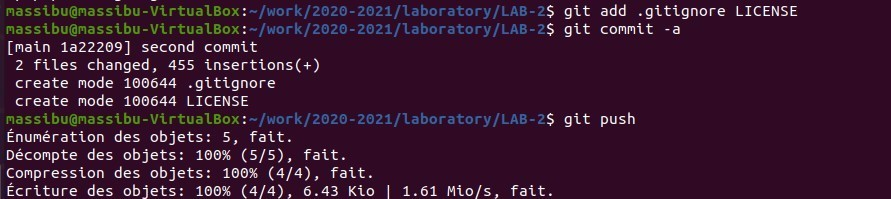 massibu@massibu-VirtualBox:~/work/2020-2021/laboratory/LAB-2$ git add .gitignore LICENSE
massibu@massibu-VirtualBox:~/work/2020-2021/laboratory/LAB-2$ git commit -a
[main 1a22209] second commit
 2 files changed, 455 insertions(+)
 create mode 100644 .gitignore
 create mode 100644 LICENSE
massibu@massibu-VirtualBox:~/work/2020-2021/laboratory/LAB-2$ git push
Énumération des objets: 5, fait.
Décompte des objets: 100% (5/5), fait.
Compression des objets: 100% (4/4), fait.
Écriture des objets: 100% (4/4), 6.43 Kio | 1.61 Mio/s, fait.